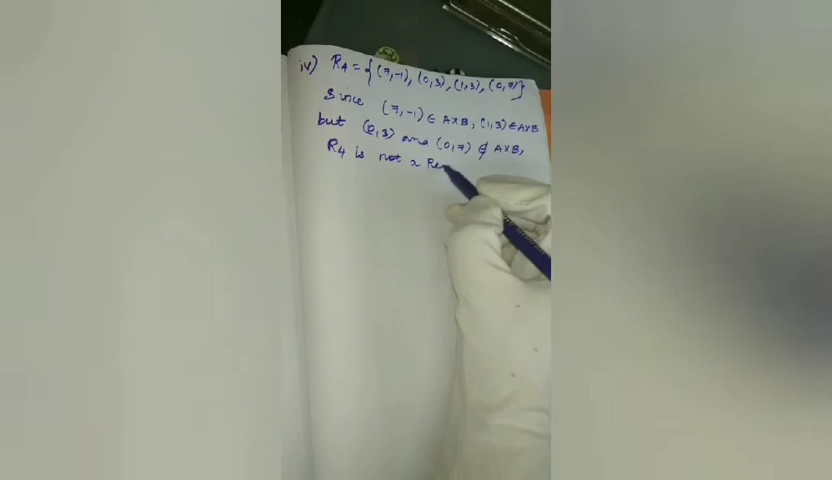 iv) R4 = {(7,-1), (0,3), (1,3), (0,7)}
Since (7,-1) ∈ A×B, (1,3) ∈ A×B
but (0,3) and (0,7) ∉ A×B,
R4 is not a Re